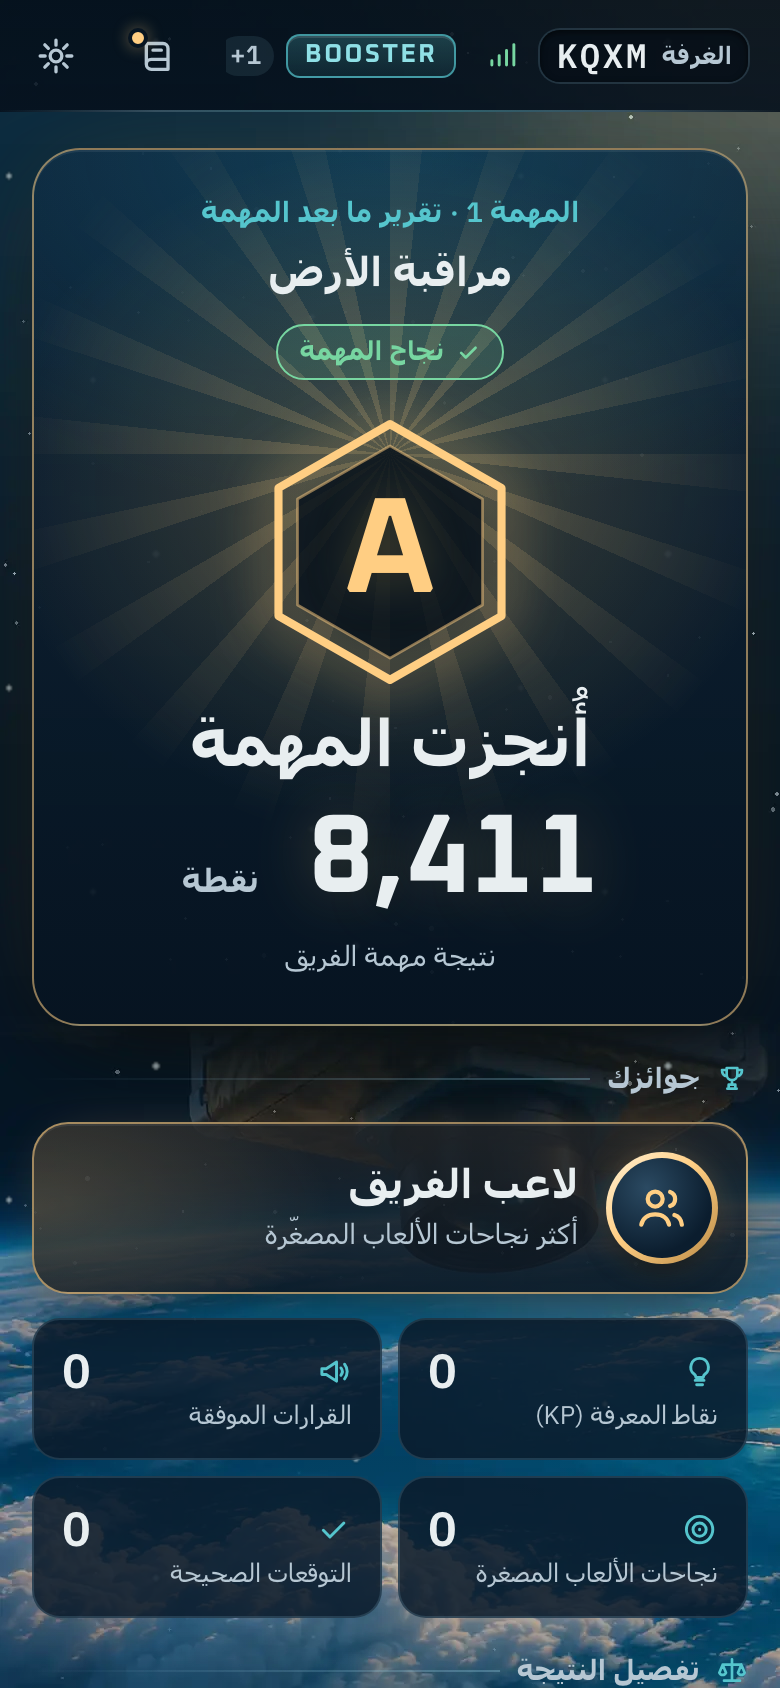 الغرفة KQXM
BOOSTER
+1
المهمة 1 · تقرير ما بعد المهمة
مراقبة الأرض
نجاح المهمة
A
أُنجزت المهمة
8,411 نقطة
نتيجة مهمة الفريق
جوائزك
لاعب الفريق
أكثر نجاحات الألعاب المصغّرة
0
نقاط المعرفة (KP)
0
القرارات الموفقة
0
نجاحات الألعاب المصغرة
0
التوقعات الصحيحة
تفصيل النتيجة